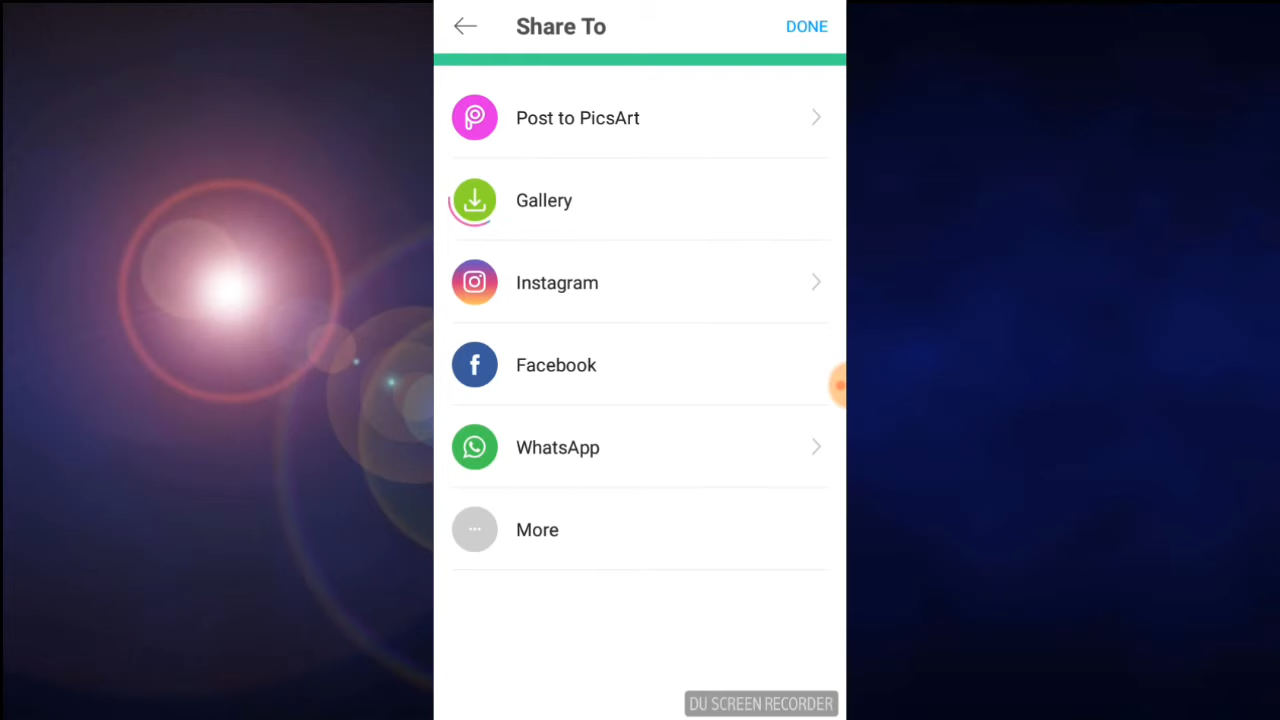 Share To
DONE
Post to PicsArt
Gallery
Instagram
Facebook
WhatsApp
More
DU SCREEN RECORDER